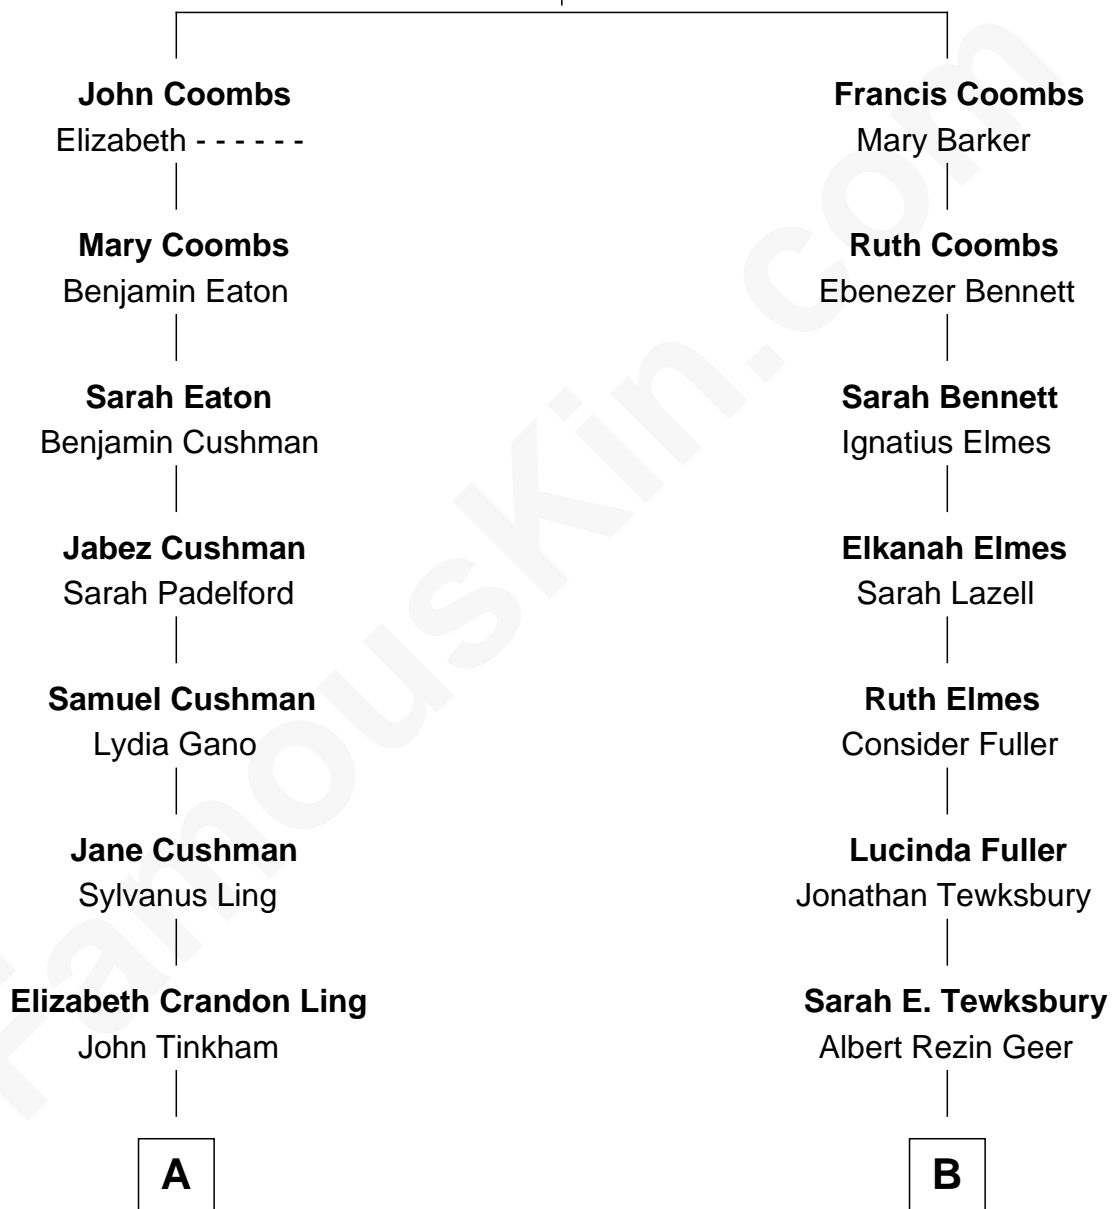 John Coombs
Elizabeth - - - - - -
Mary Coombs
Benjamin Eaton
Sarah Eaton
Benjamin Cushman
Jabez Cushman
Sarah Padelford
Samuel Cushman
Lydia Gano
Jane Cushman
Sylvanus Ling
Elizabeth Crandon Ling
John Tinkham
A
Francis Coombs
Mary Barker
Ruth Coombs
Ebenezer Bennett
Sarah Bennett
Ignatius Elmes
Elkanah Elmes
Sarah Lazell
Ruth Elmes
Consider Fuller
Lucinda Fuller
Jonathan Tewksbury
Sarah E. Tewksbury
Albert Rezin Geer
B
FamousKin.com